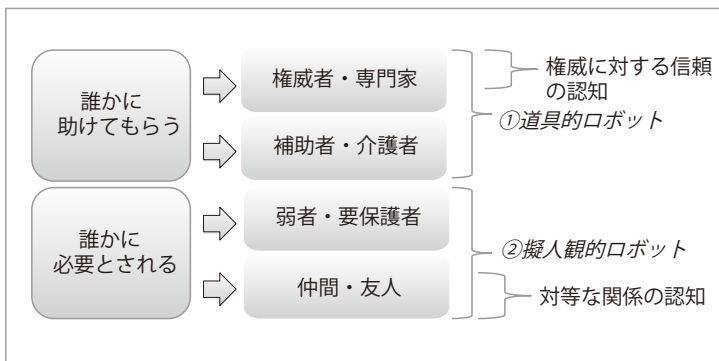 誰かに
助けてもらう
権威者・専門家
補助者・介護者
権威に対する信頼
の認知
①道具的ロボット
誰かに
必要とされる
弱者・要保護者
仲間・友人
②擬人観的ロボット
対等な関係の認知